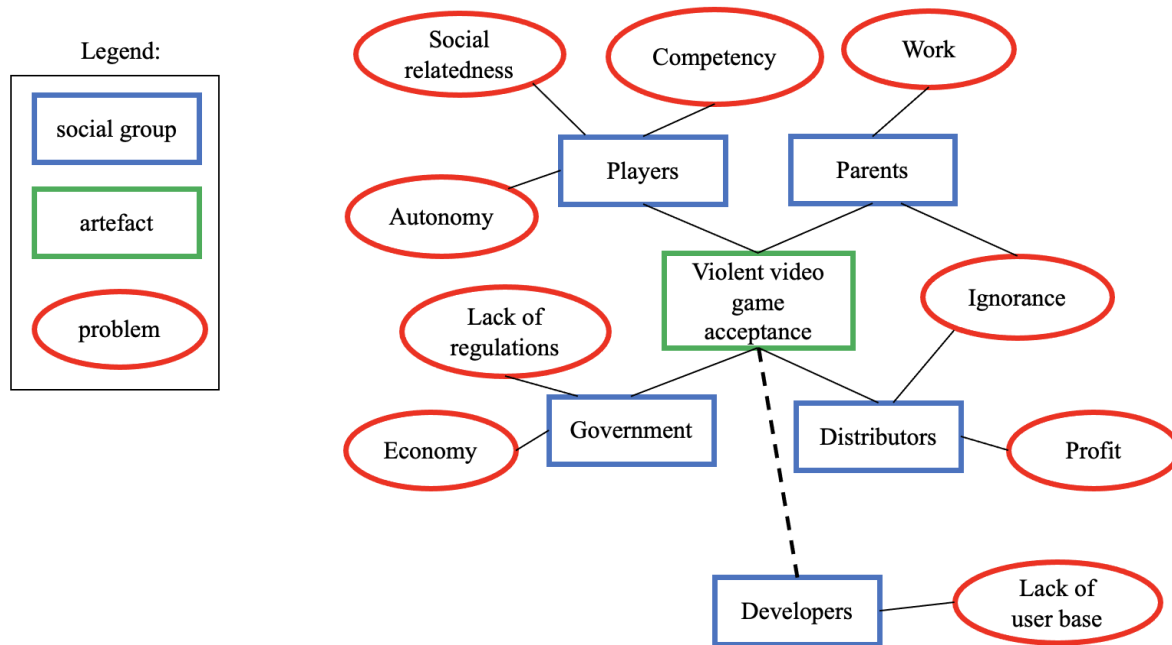 Legend:
social group
artefact
problem
Social
relatedness
Competency
Work
Players
Parents
Autonomy
Violent video
game
acceptance
Ignorance
Lack of
regulations
Government
Distributors
Economy
Profit
Developers
Lack of
user base